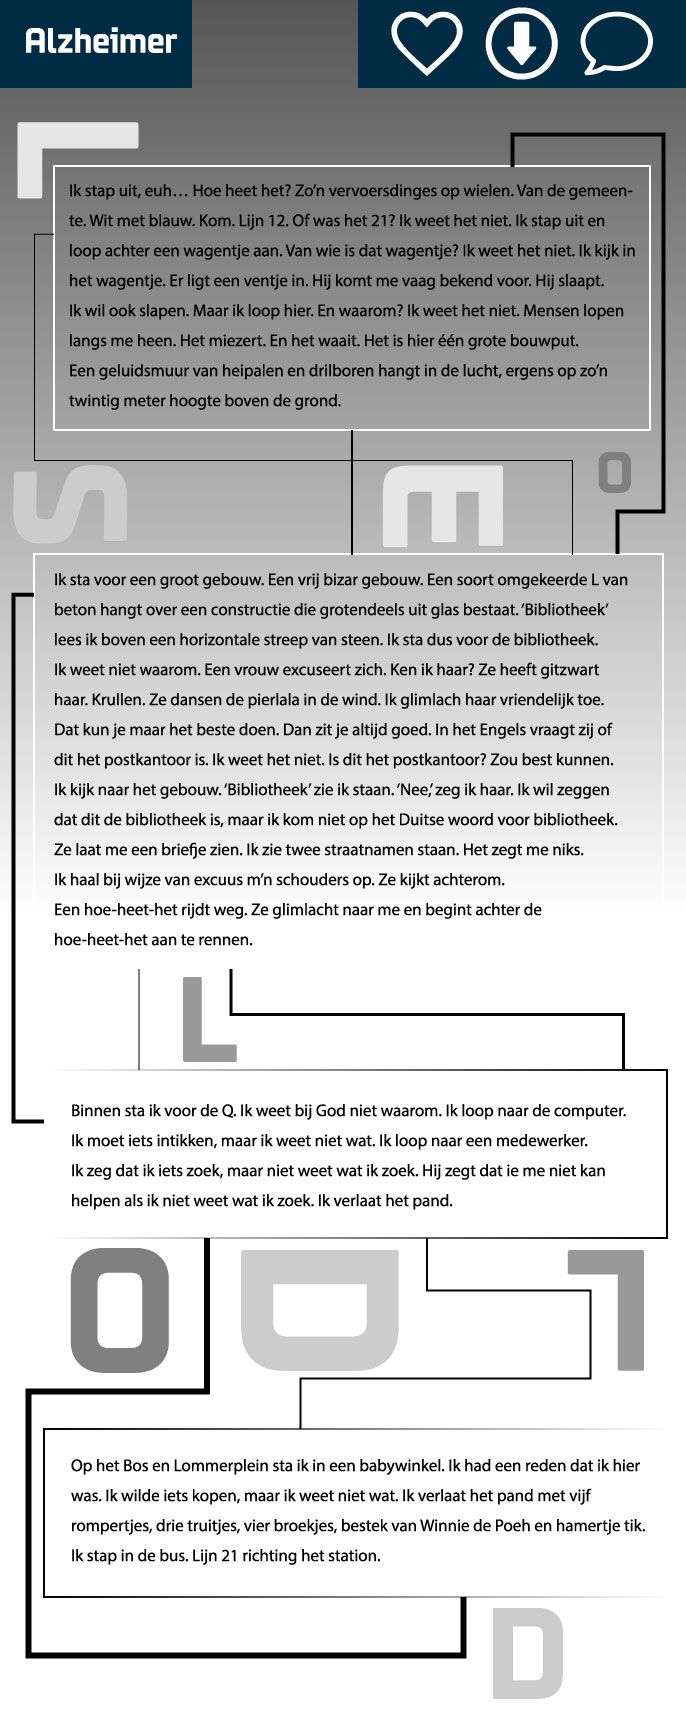 Alzheimer
L
Ik stap uit, euh… Hoe heet het? Zo’n vervoersdinges op wielen. Van de gemeen-
te. Wit met blauw. Kom. Lijn 12. Of was het 21? Ik weet het niet. Ik stap uit en
loop achter een wagentje aan. Van wie is dat wagentje? Ik weet het niet. Ik kijk in
het wagentje. Er ligt een ventje in. Hij komt me vaag bekend voor. Hij slaapt.
Ik wil ook slapen. Maar ik loop hier. En waarom? Ik weet het niet. Mensen lopen
langs me heen. Het miezert. En het waait. Het is hier één grote bouwput.
Een geluidsmuur van heipalen en drilboren hangt in de lucht, ergens op zo’n
twintig meter hoogte boven de grond.
S E O
Ik sta voor een groot gebouw. Een vrij bizar gebouw. Een soort omgekeerde L van
beton hangt over een constructie die grotendeels uit glas bestaat. ‘Bibliotheek’
lees ik boven een horizontale streep van steen. Ik sta dus voor de bibliotheek.
Ik weet niet waarom. Een vrouw excuseert zich. Ken ik haar? Ze heeft gitzwart
haar. Krullen. Ze dansen de pierlala in de wind. Ik glimlach haar vriendelijk toe.
Dat kun je maar het beste doen. Dan zit je altijd goed. In het Engels vraagt zij of
dit het postkantoor is. Ik weet het niet. Is dit het postkantoor? Zou best kunnen.
Ik kijk naar het gebouw. ‘Bibliotheek’ zie ik staan. ‘Nee,’ zeg ik haar. Ik wil zeggen
dat dit de bibliotheek is, maar ik kom niet op het Duitse woord voor bibliotheek.
Ze laat me een briefje zien. Ik zie twee straatnamen staan. Het zegt me niks.
Ik haal bij wijze van excuus m’n schouders op. Ze kijkt achterom.
Een hoe-heet-het rijdt weg. Ze glimlacht naar me en begint achter de
hoe-heet-het aan te rennen.
L
Binnen sta ik voor de Q. Ik weet bij God niet waarom. Ik loop naar de computer.
Ik moet iets intikken, maar ik weet niet wat. Ik loop naar een medewerker.
Ik zeg dat ik iets zoek, maar niet weet wat ik zoek. Hij zegt dat ie me niet kan
helpen als ik niet weet wat ik zoek. Ik verlaat het pand.
O D L
Op het Bos en Lommerplein sta ik in een babywinkel. Ik had een reden dat ik hier
was. Ik wilde iets kopen, maar ik weet niet wat. Ik verlaat het pand met vijf
rompertjes, drie truitjes, vier broekjes, bestek van Winnie de Poeh en hamertje tik.
Ik stap in de bus. Lijn 21 richting het station.
D